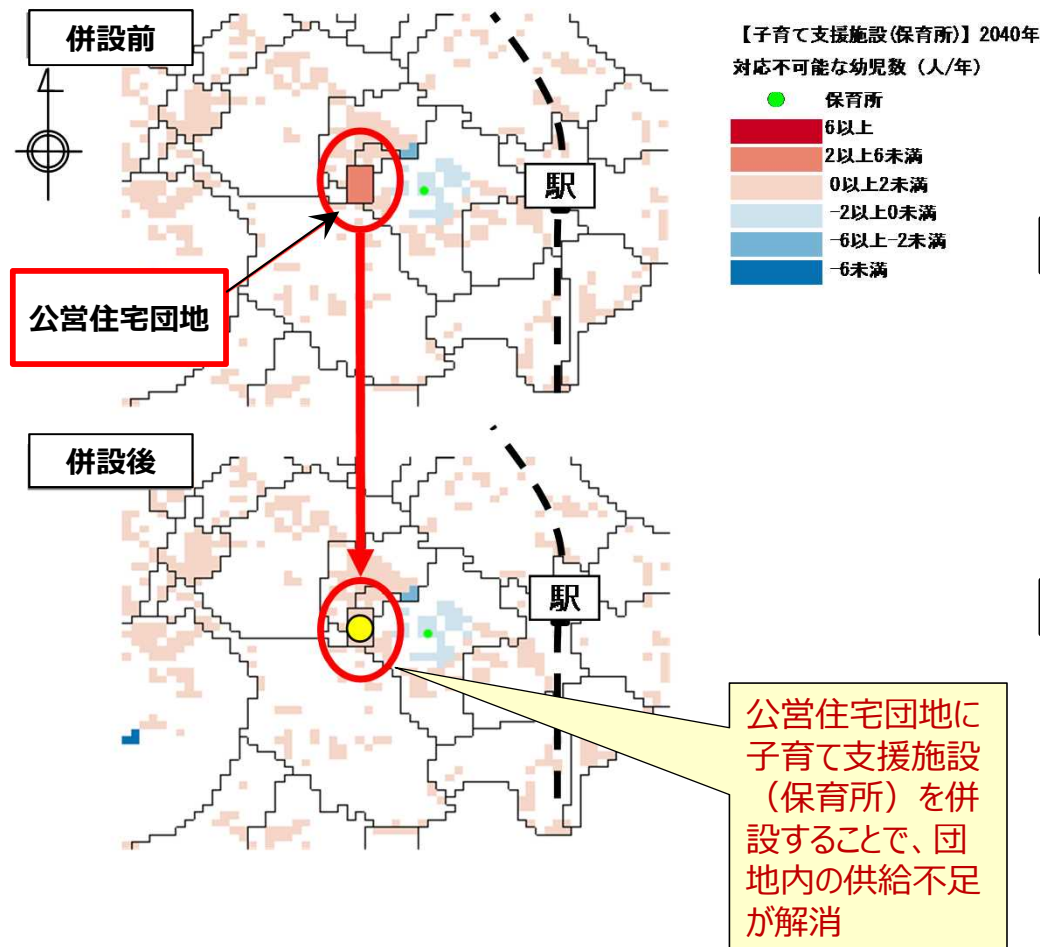 併設前
駅
公営住宅団地
【子育て支援施設(保育所)】2040年
対応不可能な幼児数（人/年）
保育所
6以上
2以上6未満
0以上2未満
-2以上0未満
-6以上-2未満
-6未満
併設後
駅
公営住宅団地に
子育て支援施設
（保育所）を併
設することで、団
地内の供給不足
が解消